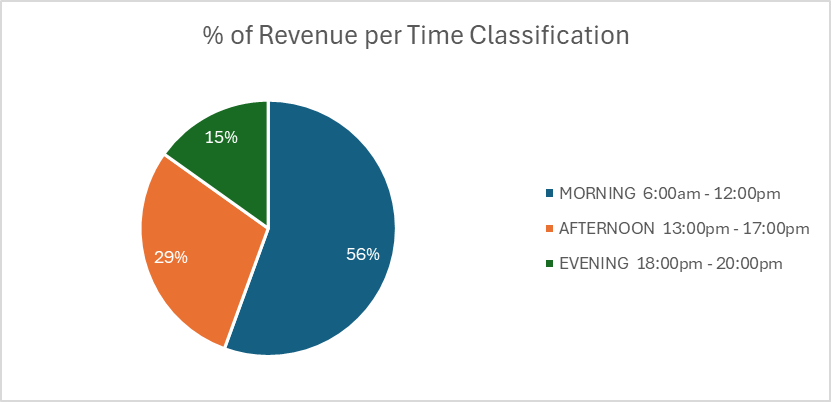 % of Revenue per Time Classification
15%
56%
29%
MORNING  6:00am - 12:00pm
AFTERNOON  13:00pm - 17:00pm
EVENING  18:00pm - 20:00pm